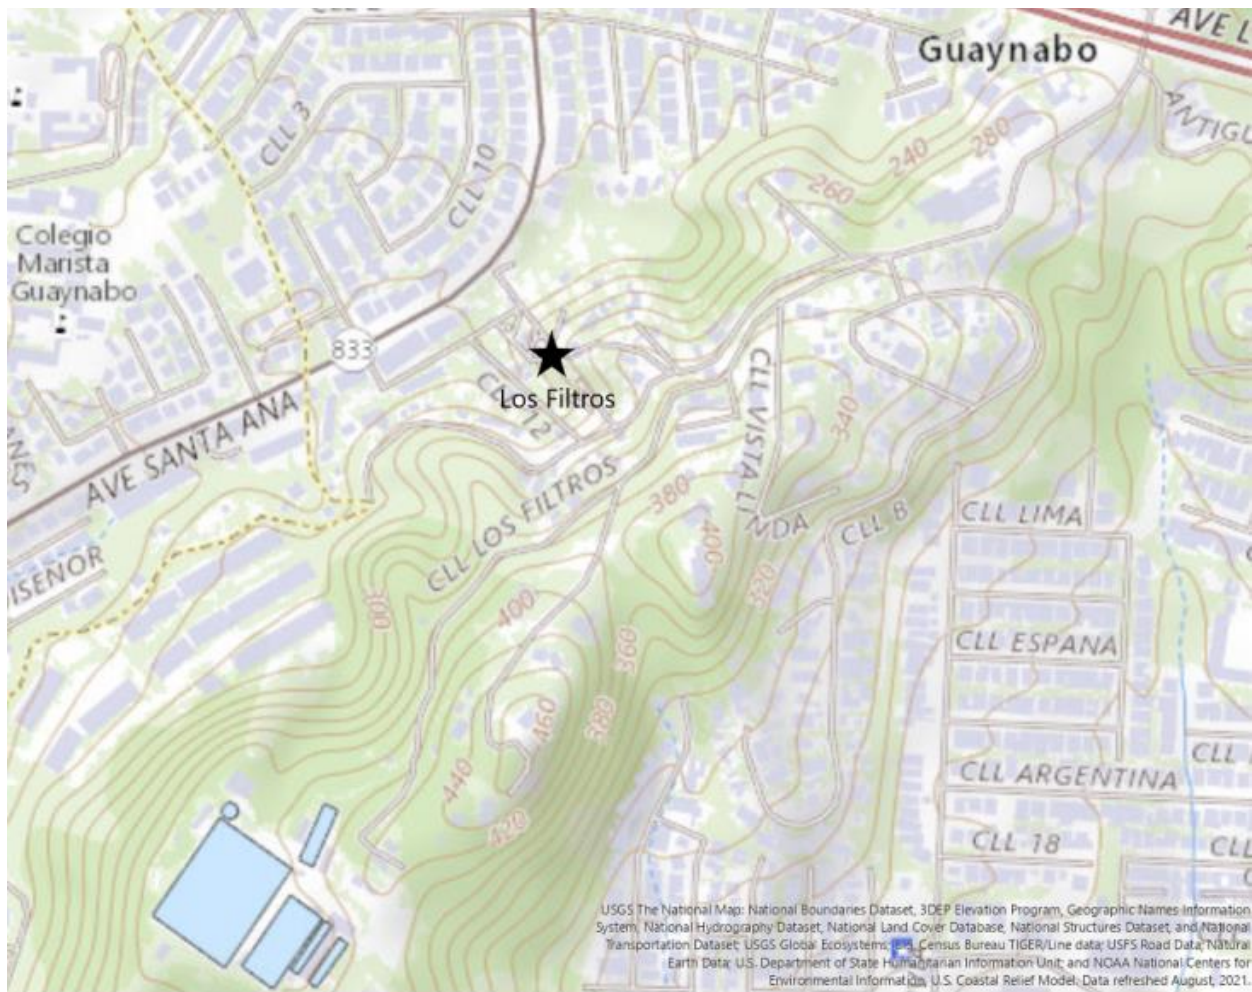 Guaynabo
AVE L
ANTIGU
CLL 3
CLL 10
240
280
260
Colegio
Marista
Guaynabo
833
Los Filtros
AVE SANTA ANA
CLL VISTA LINDA
340
380
400
CLL LOS FILTROS
CLL 8
CLL LIMA
ISENOR
300
400
320
360
CLL ESPANA
460
380
440
420
CLL
CLL ARGENTINA
CLL 18
CLL
USGS The National Map: National Boundaries Dataset, 3DEP Elevation Program, Geographic Names Information
System, National Hydrography Dataset, National Land Cover Database, National Structures Dataset, and National
Transportation Dataset; USGS Global Ecosystems; Census Bureau TIGER/Line data; USFS Road Data; Natural
Earth Data; U.S. Department of State Humanitarian Information Unit; and NOAA National Centers for
Environmental Information, U.S. Coastal Relief Model. Data refreshed August, 2021.